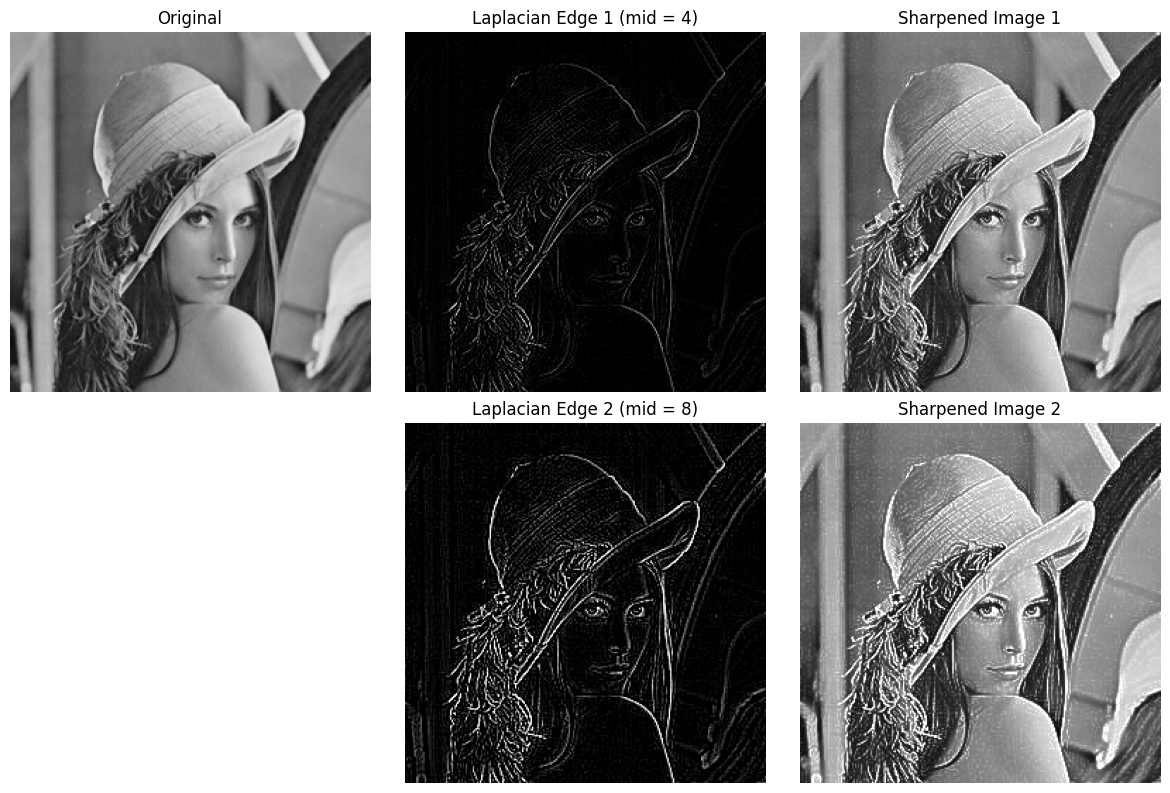 Original
Laplacian Edge 1 (mid = 4)
Sharpened Image 1
Laplacian Edge 2 (mid = 8)
Sharpened Image 2